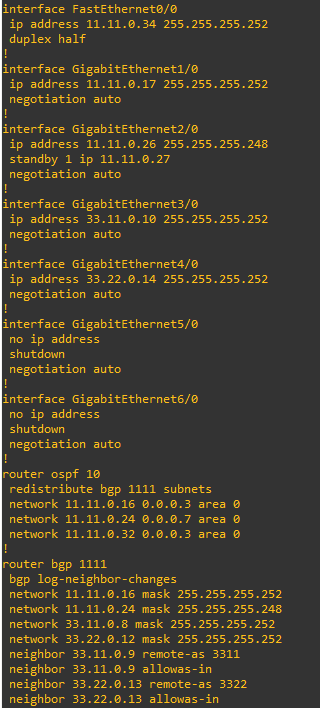 interface FastEthernet0/0
ip address 11.11.0.34 255.255.255.252
duplex half
!
interface GigabitEthernet1/0
ip address 11.11.0.17 255.255.255.252
negotiation auto
!
interface GigabitEthernet2/0
ip address 11.11.0.26 255.255.255.248
standby 1 ip 11.11.0.27
negotiation auto
!
interface GigabitEthernet3/0
ip address 33.11.0.10 255.255.255.252
negotiation auto
!
interface GigabitEthernet4/0
ip address 33.22.0.14 255.255.255.252
negotiation auto
!
interface GigabitEthernet5/0
no ip address
shutdown
negotiation auto
!
interface GigabitEthernet6/0
no ip address
shutdown
negotiation auto
!
router ospf 10
redistribute bgp 1111 subnets
network 11.11.0.16 0.0.0.3 area 0
network 11.11.0.24 0.0.0.7 area 0
network 11.11.0.32 0.0.0.3 area 0
!
router bgp 1111
bgp log-neighbor-changes
network 11.11.0.16 mask 255.255.255.252
network 11.11.0.24 mask 255.255.255.248
network 33.11.0.8 mask 255.255.255.252
network 33.22.0.12 mask 255.255.255.252
neighbor 33.11.0.9 remote-as 3311
neighbor 33.11.0.9 allowas-in
neighbor 33.22.0.13 remote-as 3322
neighbor 33.22.0.13 allowas-in